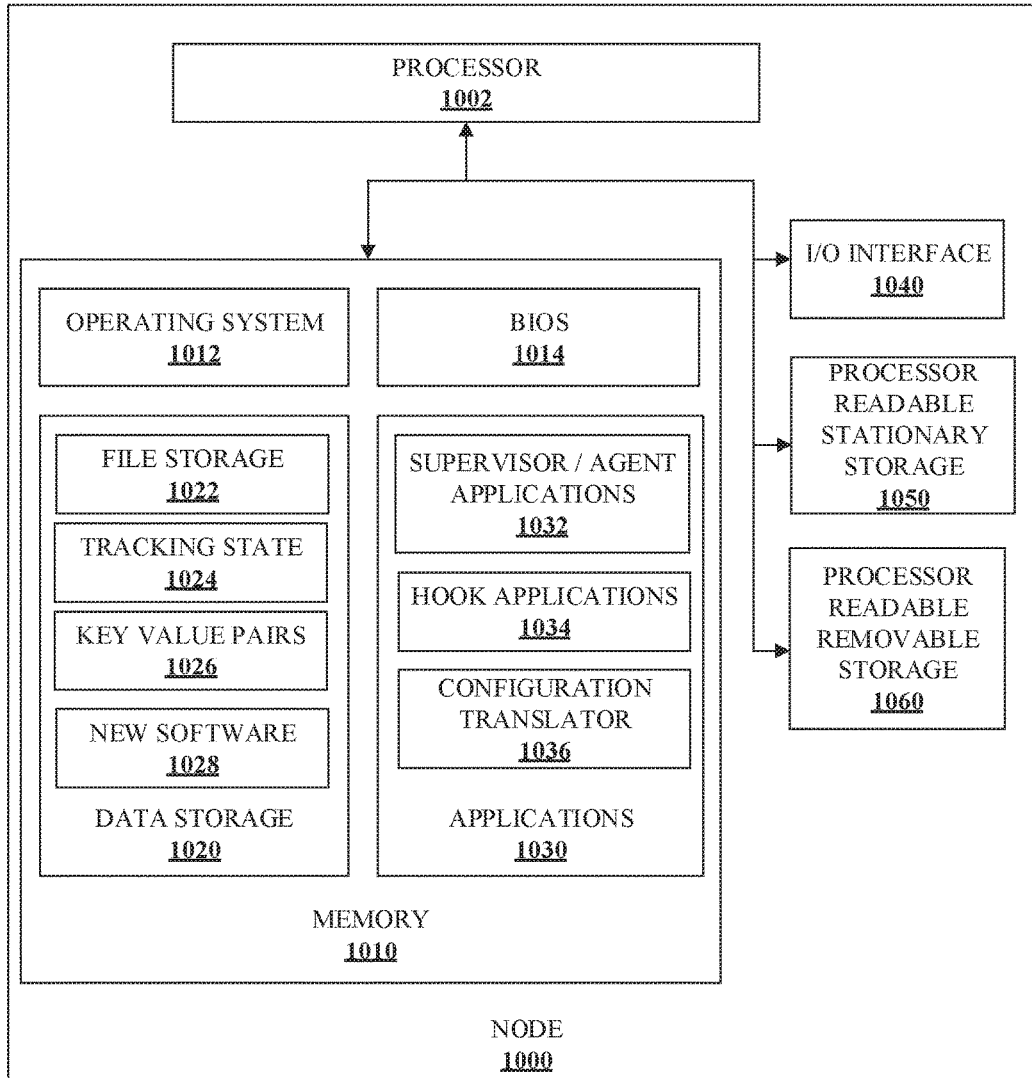 PROCESSOR
1002
I/O INTERFACE
1040
OPERATING SYSTEM
1012
BIOS
1014
PROCESSOR
READABLE
STATIONARY
STORAGE
1050
FILE STORAGE
1022
TRACKING STATE
1024
KEY VALUE PAIRS
1026
NEW SOFTWARE
1028
DATA STORAGE
1020
SUPERVISOR / AGENT
APPLICATIONS
1032
HOOK APPLICATIONS
1034
CONFIGURATION
TRANSLATOR
1036
APPLICATIONS
1030
PROCESSOR
READABLE
REMOVABLE
STORAGE
1060
MEMORY
1010
NODE
1000